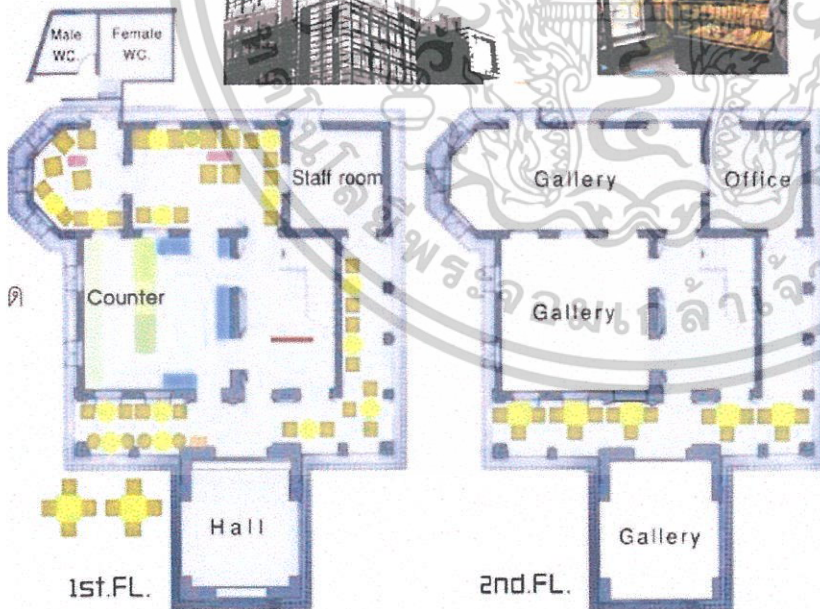 Male Female
WC. WC.
Staff room
Counter
Hall
1st.FL.
Gallery
Office
Gallery
Gallery
2nd.FL.